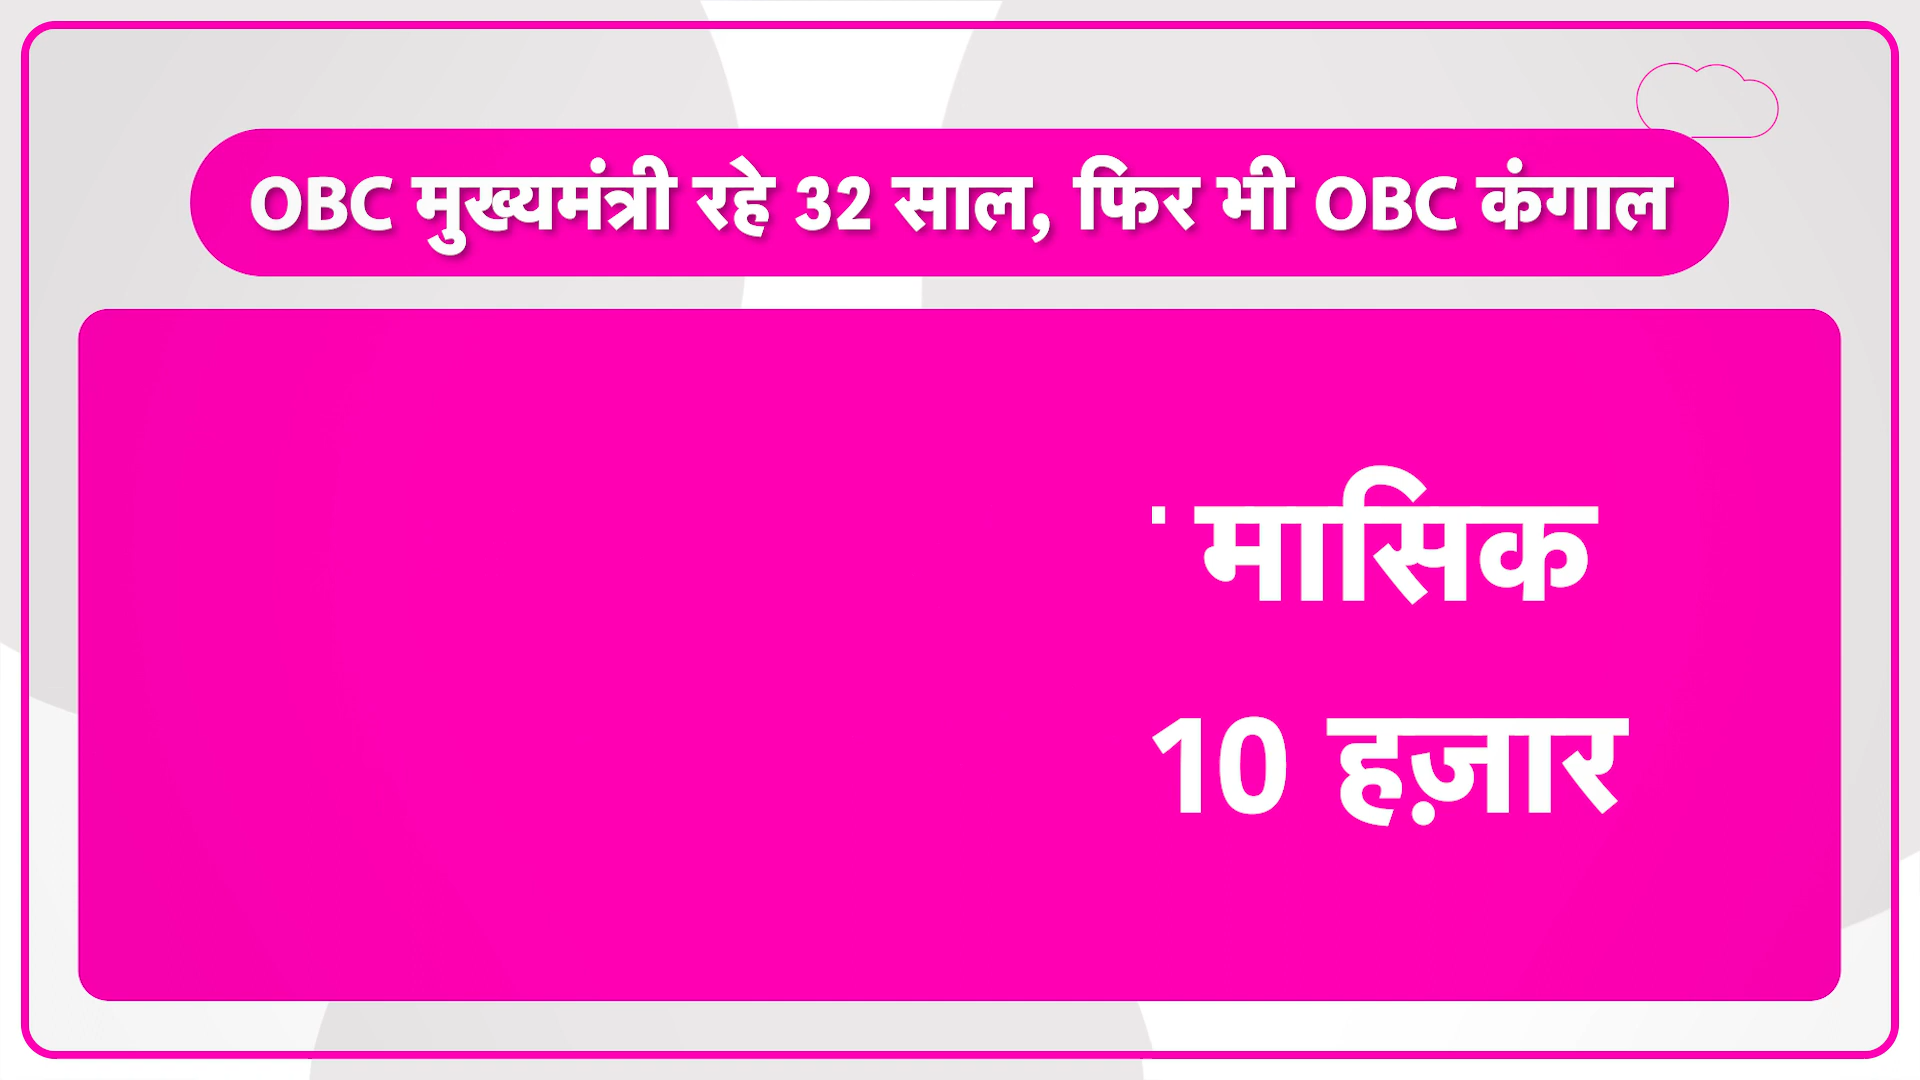 OBC मुख्यमंत्री रहे 32 साल, फिर भी OBC कंगाल
मासिक
10 हज़ार